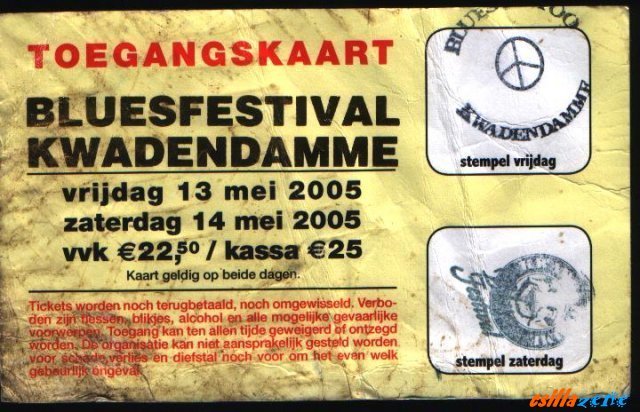 TOEGANGSKAART
BLUESFESTIVAL
KWADENDAMME
vrijdag 13 mei 2005
zaterdag 14 mei 2005
vvk €22,50 / kassa €25
Kaart geldig op beide dagen.
Tickets worden noch terugbetaald, noch omgewisseld. Verbo-
den zijn flessen, blikjes, alcohol en alle mogelijke gevaarlijke
voorwerpen. Toegang kan ten allen tijde geweigerd of ontzegd
worden. De organisatie kan niet aansprakelijk gesteld worden
voor schade, verlies en diefstal noch voor om het even welk
gebeurlijk ongeval.
KWADENDAMME
stempel vrijdag
stempel zaterdag
csillazene